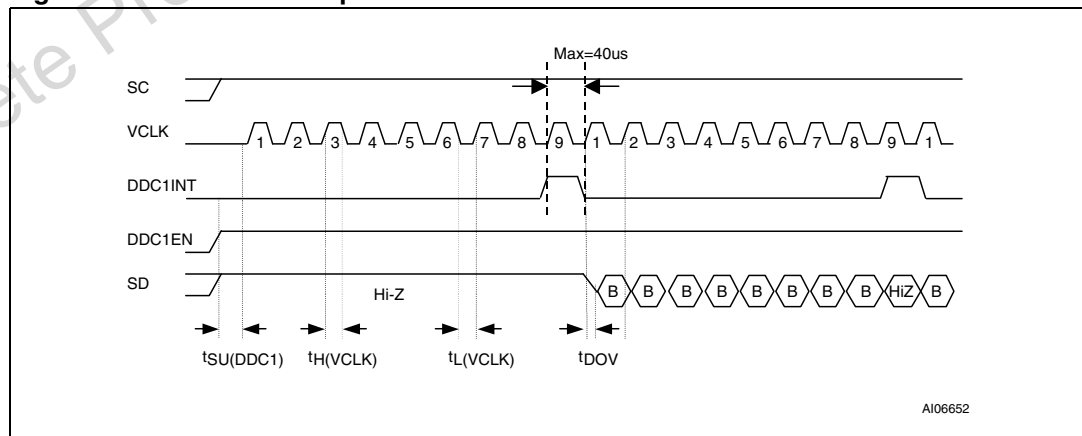 Max=40us
SC
VCLK 1 2 3 4 5 6 7 8 9 1 2 3 4 5 6 7 8 9 1
DDC1INT
DDC1EN
SD Hi-Z B B B B B B B B HiZ B
tSU(DDC1) tH(VCLK) tL(VCLK) tDOV
AI06652